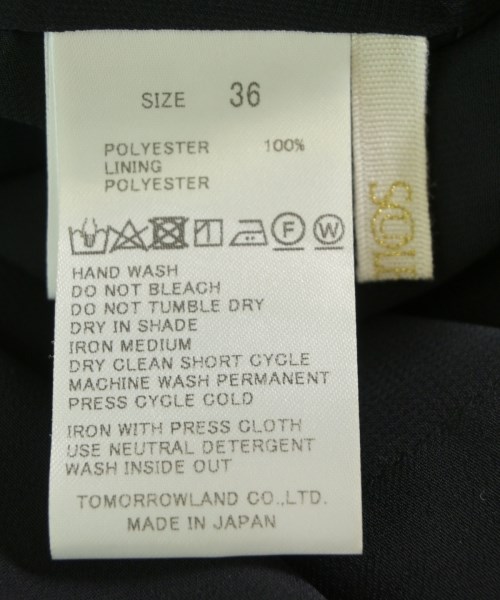 SIZE 36
POLYESTER 100%
LINING
POLYESTER
F W
HAND WASH
DO NOT BLEACH
DO NOT TUMBLE DRY
DRY IN SHADE
IRON MEDIUM
DRY CLEAN SHORT CYCLE
MACHINE WASH PERMANENT
PRESS CYCLE COLD
IRON WITH PRESS CLOTH
USE NEUTRAL DETERGENT
WASH INSIDE OUT
TOMORROWLAND CO.,LTD.
MADE IN JAPAN